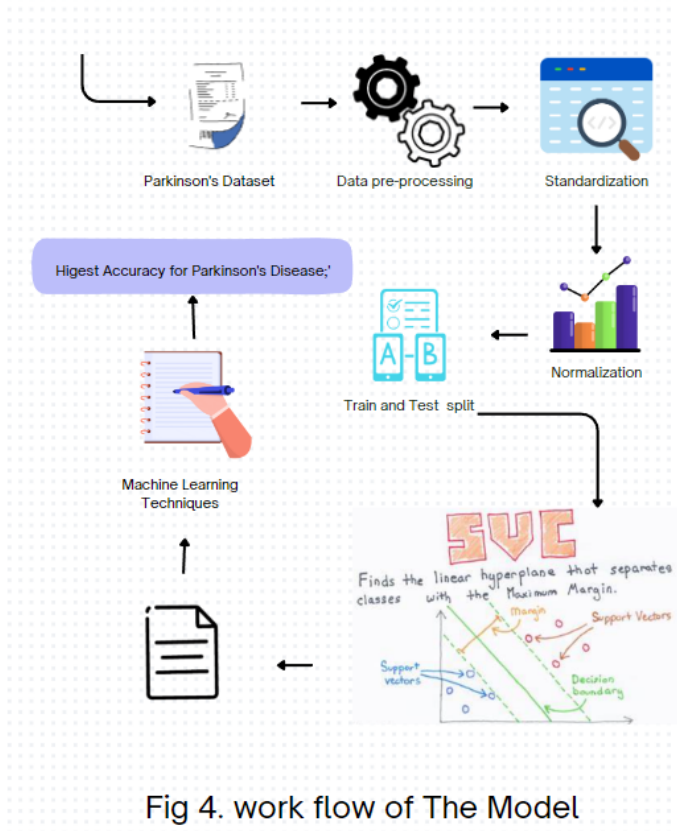 Parkinson's Dataset
Data pre-processing
Standardization
</>
Higest Accuracy for Parkinson's Disease;'
Normalization
A-B
Train and Test split
Machine Learning
Techniques
SVC
Finds the linear hyperplane that separates
classes with the Maximum Margin.
Margin
Support Vectors
Support
vectors
Decision
boundary
Fig 4. work flow of The Model